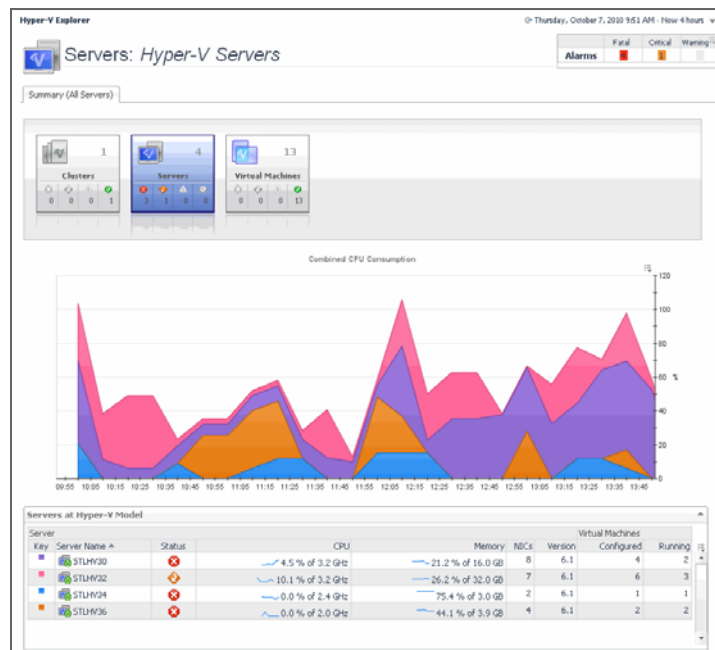 Hyper-V Explorer
Thursday, October 7, 2010 9:51 AM - Now 4 hours
Servers: Hyper-V Servers
Fatal Critical Warning
Alarms 1
Summary (All Servers)
1 4 13
Clusters Servers Virtual Machines
0 0 0 1 3 1 0 0 0 0 0 13
Combined CPU Consumption
120
100
80
60
%
40
20
0
09:55 10:05 10:15 10:25 10:35 10:45 10:55 11:05 11:15 11:25 11:35 11:45 11:55 12:05 12:15 12:25 12:35 12:45 12:55 13:05 13:15 13:25 13:35 13:45
Servers at Hyper-V Model
Server Virtual Machines
Key Server Name Status CPU Memory NICs Version Configured Running
STLHV30 4.5 % of 3.2 GHz 21.2 % of 16.0 GB 8 6.1 4 2
STLHV32 10.1 % of 3.2 GHz 26.2 % of 32.0 GB 7 6.1 6 3
STLHV34 0.0 % of 2.4 GHz 75.4 % of 3.0 GB 2 6.1 1 1
STLHV36 0.0 % of 2.0 GHz 44.1 % of 3.9 GB 4 6.1 2 2